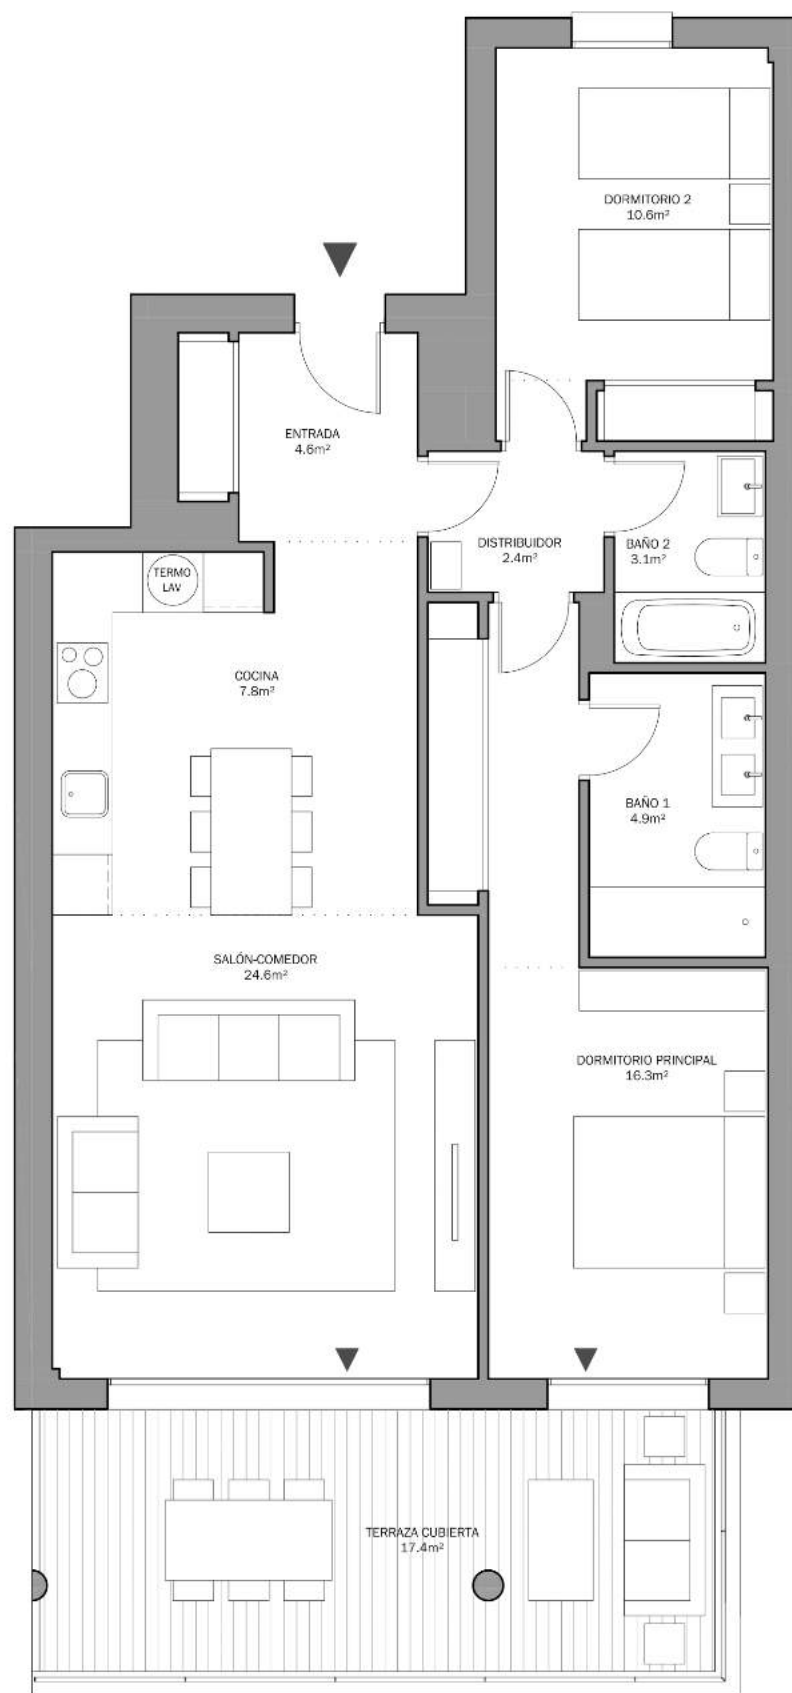 DORMITORIO 2
10.6m²
ENTRADA
4.6m²
DISTRIBUIDOR
2.4m²
BAÑO 2
3.1m²
TERMO
LAV
COCINA
7.8m²
BAÑO 1
4.9m²
SALÓN-COMEDOR
24.6m²
DORMITORIO PRINCIPAL
16.3m²
TERRAZA CUBIERTA
17.4m²